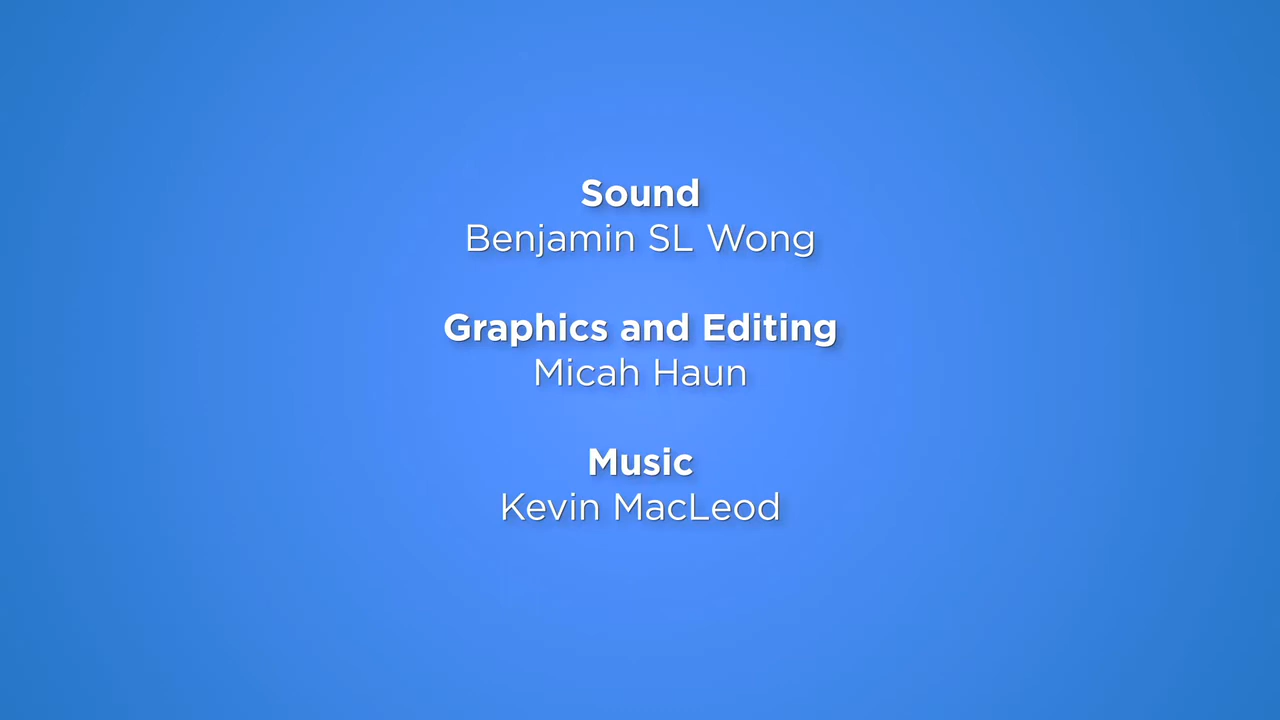 Sound
Benjamin SL Wong
Graphics and Editing
Micah Haun
Music
Kevin MacLeod